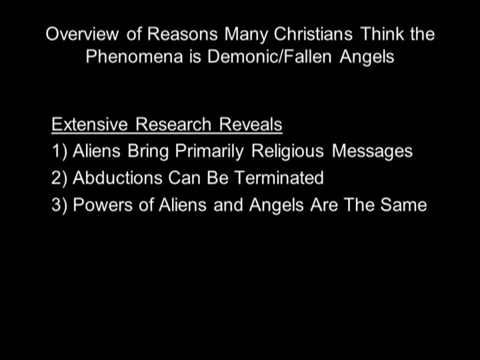 Overview of Reasons Many Christians Think the
Phenomena is Demonic/Fallen Angels
Extensive Research Reveals
1) Aliens Bring Primarily Religious Messages
2) Abductions Can Be Terminated
3) Powers of Aliens and Angels Are The Same